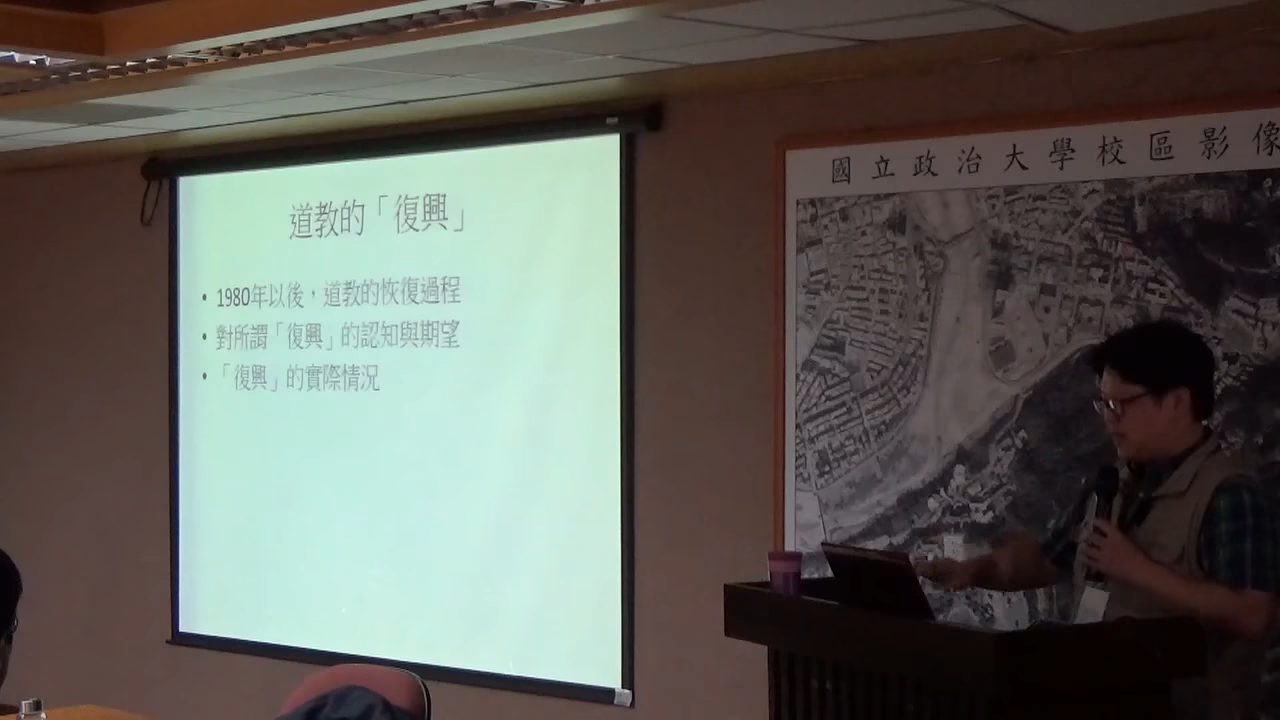 道教的「復興」
• 1980年以後，道教的恢復過程
• 對所謂「復興」的認知與期望
• 「復興」的實際情況
國立政治大學校區影像